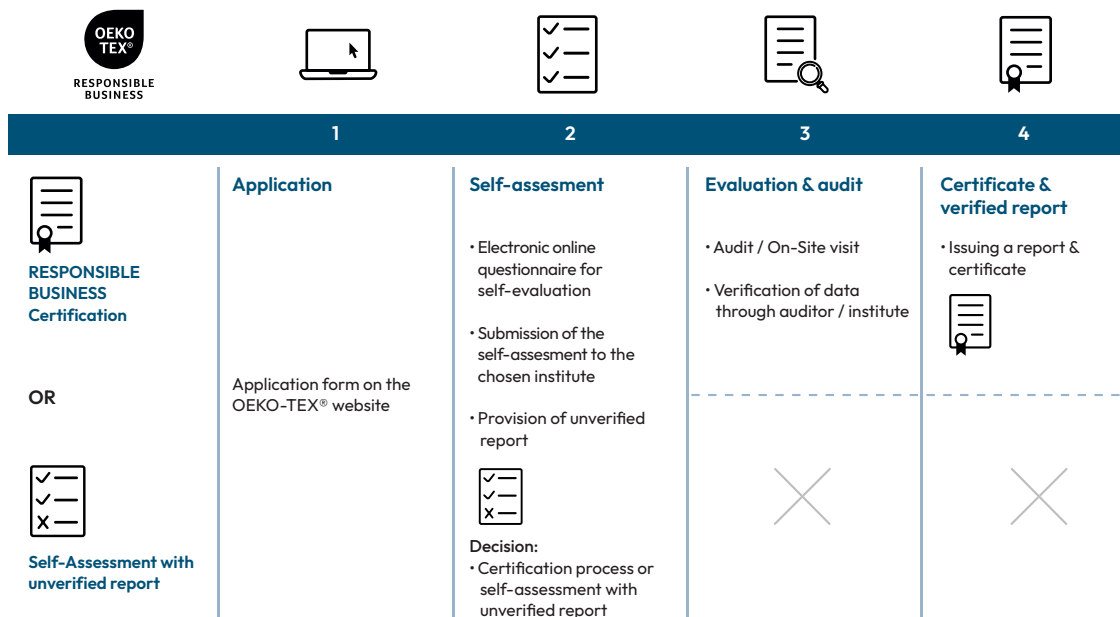 OEKO
TEX®
RESPONSIBLE
BUSINESS
1
2
3
4
RESPONSIBLE
BUSINESS
Certification
OR
Self-Assessment with
unverified report
Application
Application form on the
OEKO-TEX® website
Self-assesment
• Electronic online
questionnaire for
self-evaluation
• Submission of the
self-assesment to the
chosen institute
• Provision of unverified
report
Decision:
• Certification process or
self-assessment with
unverified report
Evaluation & audit
• Audit / On-Site visit
• Verification of data
through auditor / institute
Certificate &
verified report
• Issuing a report &
certificate